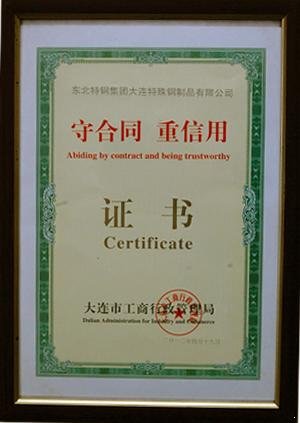 东北特钢集团大连特殊钢制品有限公司
守合同 重信用
Abiding by contract and being trustworthy
证 书
Certificate
大连市工商行政管理局
Dalian Administration for Industry and Commerce